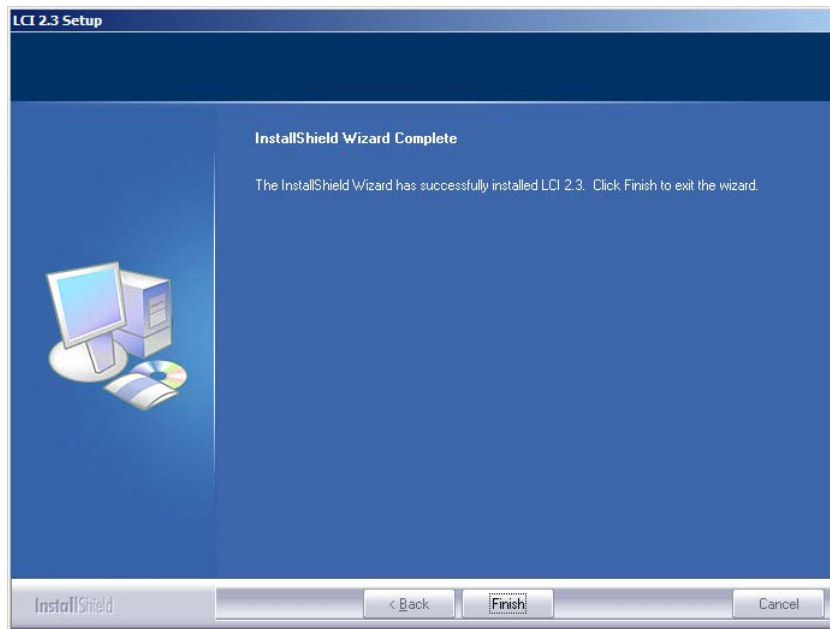 LCI 2.3 Setup
InstallShield Wizard Complete
The InstallShield Wizard has successfully installed LCI 2.3. Click Finish to exit the wizard.
InstallShield
< Back
Finish
Cancel